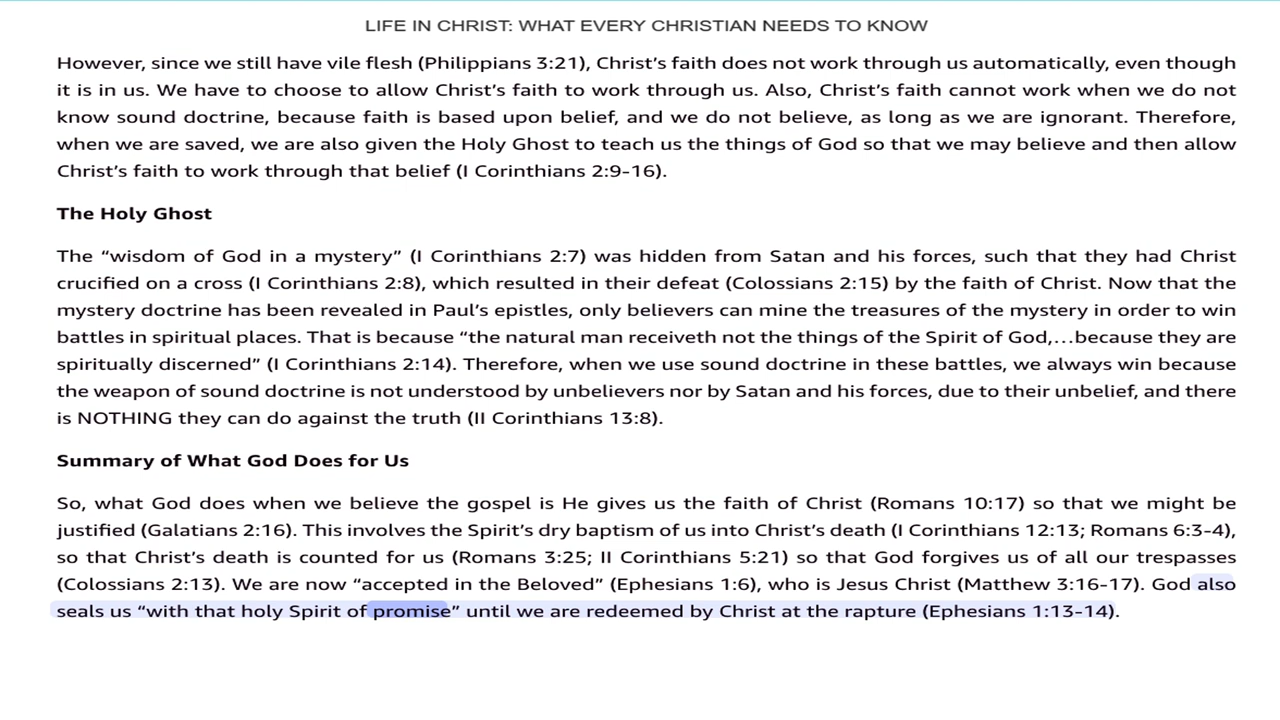 LIFE IN CHRIST: WHAT EVERY CHRISTIAN NEEDS TO KNOW
However, since we still have vile flesh (Philippians 3:21), Christ’s faith does not work through us automatically, even though
it is in us. We have to choose to allow Christ’s faith to work through us. Also, Christ’s faith cannot work when we do not
know sound doctrine, because faith is based upon belief, and we do not believe, as long as we are ignorant. Therefore,
when we are saved, we are also given the Holy Ghost to teach us the things of God so that we may believe and then allow
Christ’s faith to work through that belief (I Corinthians 2:9-16).
The Holy Ghost
The “wisdom of God in a mystery” (I Corinthians 2:7) was hidden from Satan and his forces, such that they had Christ
crucified on a cross (I Corinthians 2:8), which resulted in their defeat (Colossians 2:15) by the faith of Christ. Now that the
mystery doctrine has been revealed in Paul’s epistles, only believers can mine the treasures of the mystery in order to win
battles in spiritual places. That is because “the natural man receiveth not the things of the Spirit of God,…because they are
spiritually discerned” (I Corinthians 2:14). Therefore, when we use sound doctrine in these battles, we always win because
the weapon of sound doctrine is not understood by unbelievers nor by Satan and his forces, due to their unbelief, and there
is NOTHING they can do against the truth (II Corinthians 13:8).
Summary of What God Does for Us
So, what God does when we believe the gospel is He gives us the faith of Christ (Romans 10:17) so that we might be
justified (Galatians 2:16). This involves the Spirit’s dry baptism of us into Christ’s death (I Corinthians 12:13; Romans 6:3-4),
so that Christ’s death is counted for us (Romans 3:25; II Corinthians 5:21) so that God forgives us of all our trespasses
(Colossians 2:13). We are now “accepted in the Beloved” (Ephesians 1:6), who is Jesus Christ (Matthew 3:16-17). God also
seals us “with that holy Spirit of promise” until we are redeemed by Christ at the rapture (Ephesians 1:13-14).